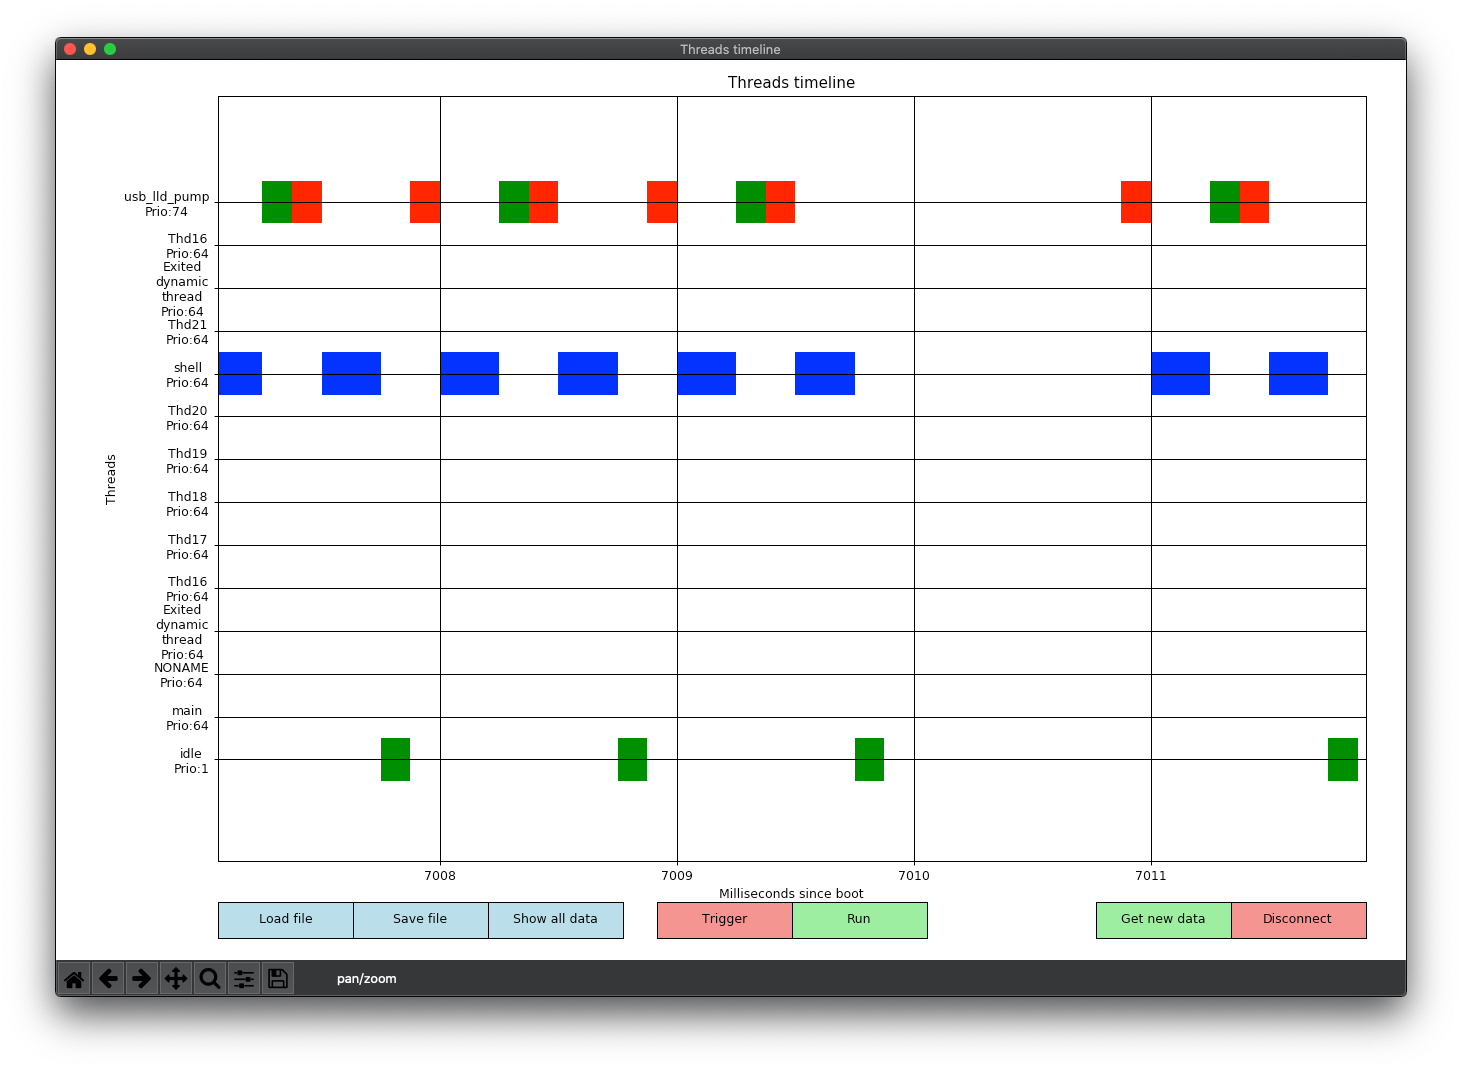 Threads timeline
Threads timeline
usb_lld_pump
Prio:74
Thd16
Prio:64
Exited
dynamic
thread
Prio:64
Thd21
Prio:64
shell
Prio:64
Thd20
Prio:64
Thd19
Prio:64
Threads
Thd18
Prio:64
Thd17
Prio:64
Thd16
Prio:64
Exited
dynamic
thread
Prio:64
NONAME
Prio:64
main
Prio:64
idle
Prio:1
7008 7009 7010 7011
Milliseconds since boot
Load file Save file Show all data Trigger Run Get new data Disconnect
pan/zoom